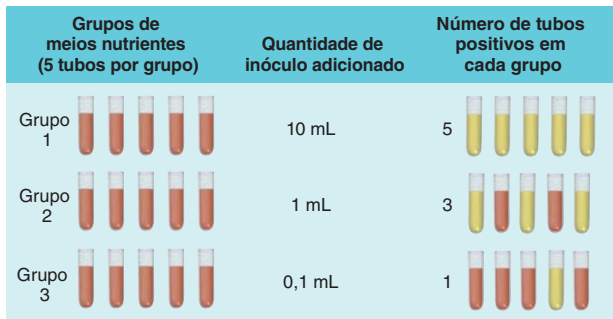 Grupos de
meios nutrientes
(5 tubos por grupo)
Quantidade de
inóculo adicionado
Número de tubos
positivos em
cada grupo
Grupo
1
10 mL
5
Grupo
2
1 mL
3
Grupo
3
0,1 mL
1